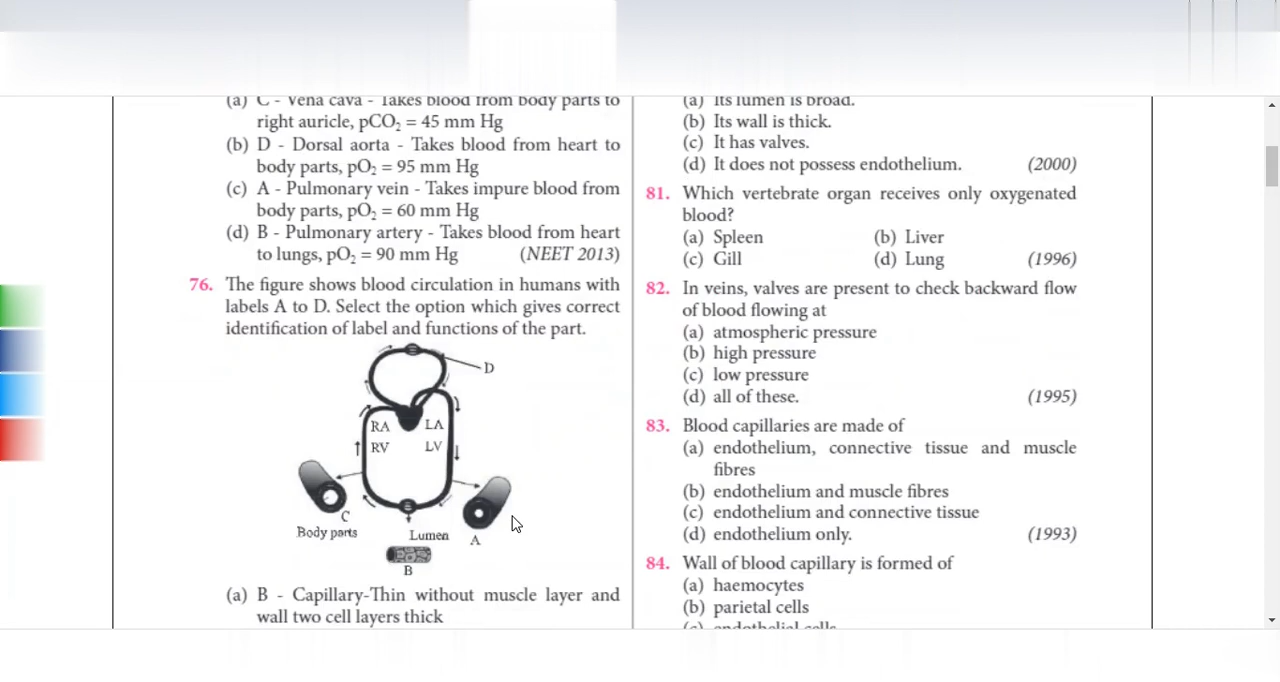 (a) C - Vena cava - Takes blood from body parts to
right auricle, pCO₂ = 45 mm Hg
(b) D - Dorsal aorta - Takes blood from heart to
body parts, pO₂ = 95 mm Hg
(c) A - Pulmonary vein - Takes impure blood from
body parts, pO₂ = 60 mm Hg
(d) B - Pulmonary artery - Takes blood from heart
to lungs, pO₂ = 90 mm Hg (NEET 2013)
76. The figure shows blood circulation in humans with
labels A to D. Select the option which gives correct
identification of label and functions of the part.
D
RA LA
RV LV
C
Body parts Lumen A
B
(a) B - Capillary-Thin without muscle layer and
wall two cell layers thick
(a) Its lumen is broad.
(b) Its wall is thick.
(c) It has valves.
(d) It does not possess endothelium. (2000)
81. Which vertebrate organ receives only oxygenated
blood?
(a) Spleen (b) Liver
(c) Gill (d) Lung (1996)
82. In veins, valves are present to check backward flow
of blood flowing at
(a) atmospheric pressure
(b) high pressure
(c) low pressure
(d) all of these. (1995)
83. Blood capillaries are made of
(a) endothelium, connective tissue and muscle
fibres
(b) endothelium and muscle fibres
(c) endothelium and connective tissue
(d) endothelium only. (1993)
84. Wall of blood capillary is formed of
(a) haemocytes
(b) parietal cells
(c) endothelial cells